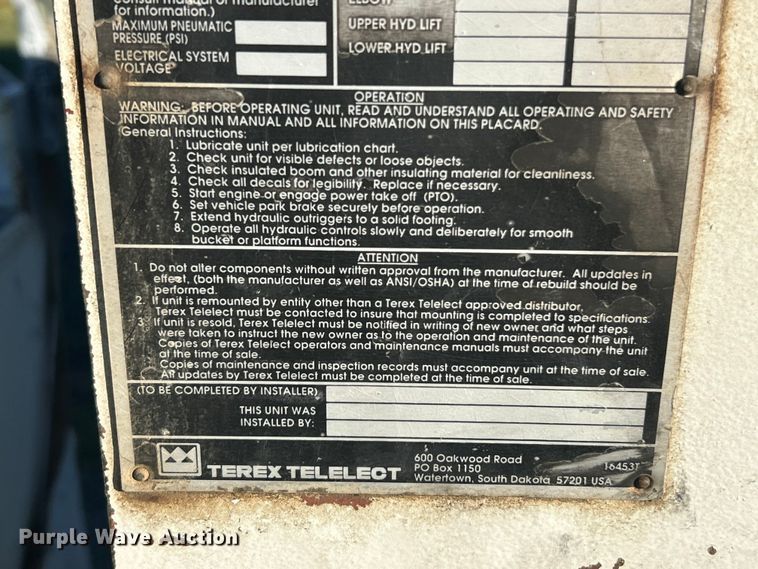 consult manual or manufacturer
for information.)
MAXIMUM PNEUMATIC
PRESSURE (PSI)
ELECTRICAL SYSTEM
VOLTAGE
ELBOW
UPPER HYD LIFT
LOWER HYD LIFT
OPERATION
WARNING: BEFORE OPERATING UNIT, READ AND UNDERSTAND ALL OPERATING AND SAFETY
INFORMATION IN MANUAL AND ALL INFORMATION ON THIS PLACARD.
General Instructions:
1. Lubricate unit per lubrication chart.
2. Check unit for visible defects or loose objects.
3. Check insulated boom and other insulating material for cleanliness.
4. Check all decals for legibility. Replace if necessary.
5. Start engine or engage power take off (PTO).
6. Set vehicle park brake securely before operation.
7. Extend hydraulic outriggers to a solid footing.
8. Operate all hydraulic controls slowly and deliberately for smooth
bucket or platform functions.
ATTENTION
1. Do not alter components without written approval from the manufacturer. All updates in
effect, (both the manufacturer as well as ANSI/OSHA) at the time of rebuild should be
performed.
2. If unit is remounted by entity other than a Terex Telelect approved distributor,
Terex Telelect must be contacted to insure that mounting is completed to specifications.
3. If unit is resold, Terex Telelect must be notified in writing of new owner and what steps
were taken to instruct the new owner as to the operation and maintenance of the unit.
Copies of Terex Telelect operators and maintenance manuals must accompany the unit
at the time of sale.
Copies of maintenance and inspection records must accompany unit at the time of sale.
All updates by Terex Telelect must be completed at the time of sale.
(TO BE COMPLETED BY INSTALLER)
THIS UNIT WAS
INSTALLED BY:
TEREX TELELECT
600 Oakwood Road
PO Box 1150
Watertown, South Dakota 57201 USA
Purple Wave Auction